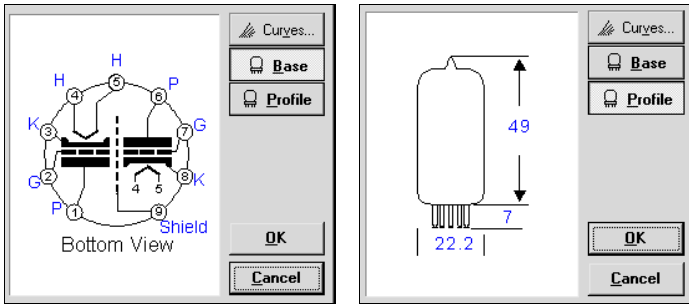 Curves...
Base
Profile
H
H
5
4
6
P
K
3
7
G
G
2
8
K
4 5
P
1
9
Shield
Bottom View
OK
Cancel
Curves...
Base
Profile
49
7
22.2
OK
Cancel